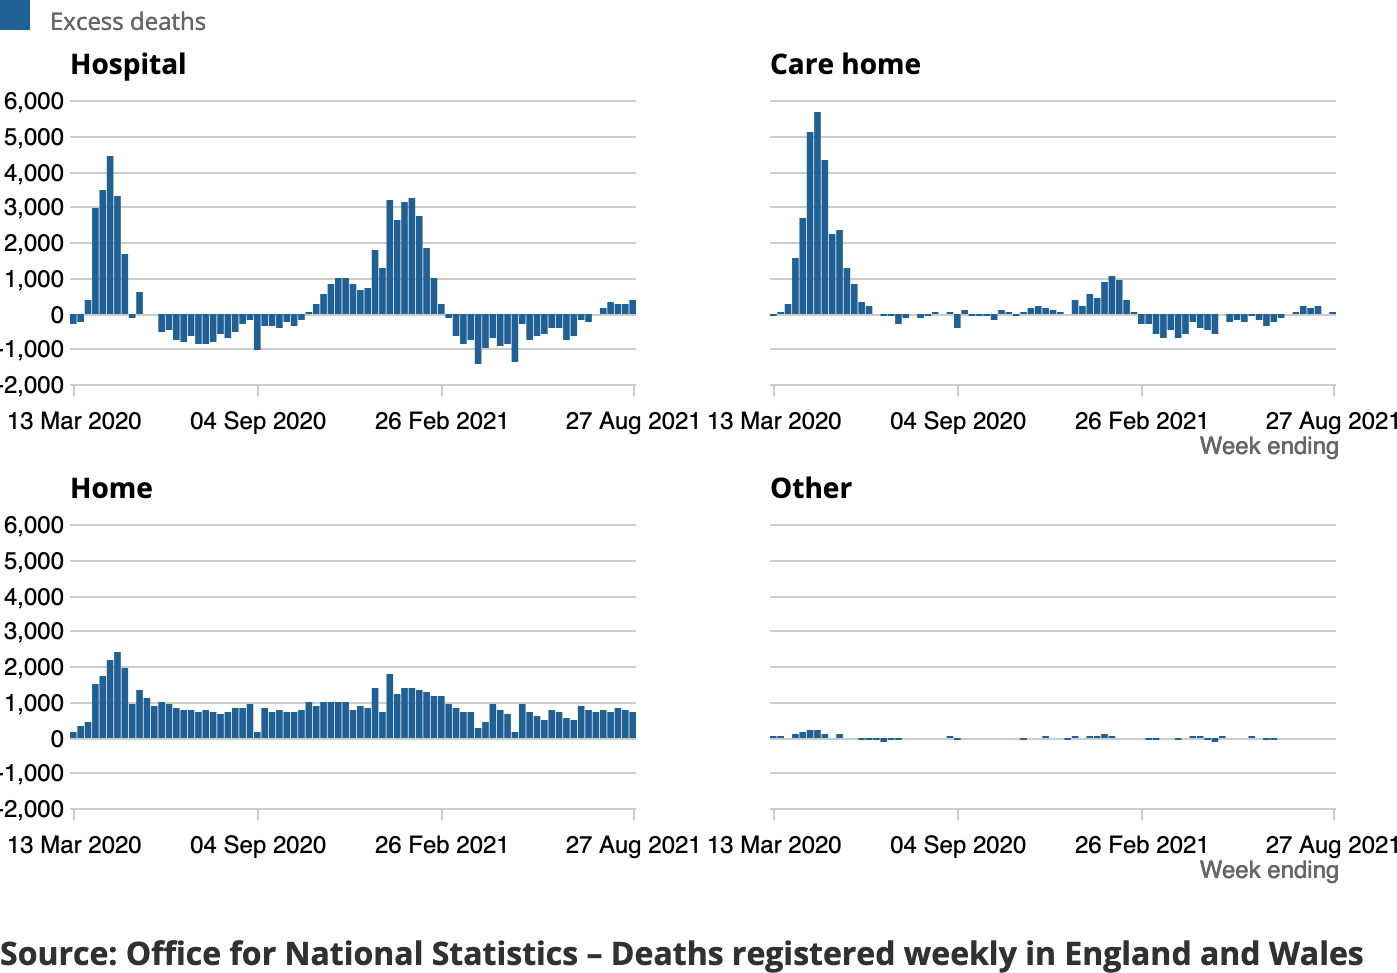 Excess deaths
Hospital
6,000
5,000
4,000
3,000
2,000
1,000
0
-1,000
-2,000
13 Mar 2020 04 Sep 2020 26 Feb 2021 27 Aug 2021
Care home
13 Mar 2020 04 Sep 2020 26 Feb 2021 27 Aug 2021
Week ending
Home
6,000
5,000
4,000
3,000
2,000
1,000
0
-1,000
-2,000
13 Mar 2020 04 Sep 2020 26 Feb 2021 27 Aug 2021
Other
13 Mar 2020 04 Sep 2020 26 Feb 2021 27 Aug 2021
Week ending
Source: Office for National Statistics – Deaths registered weekly in England and Wales